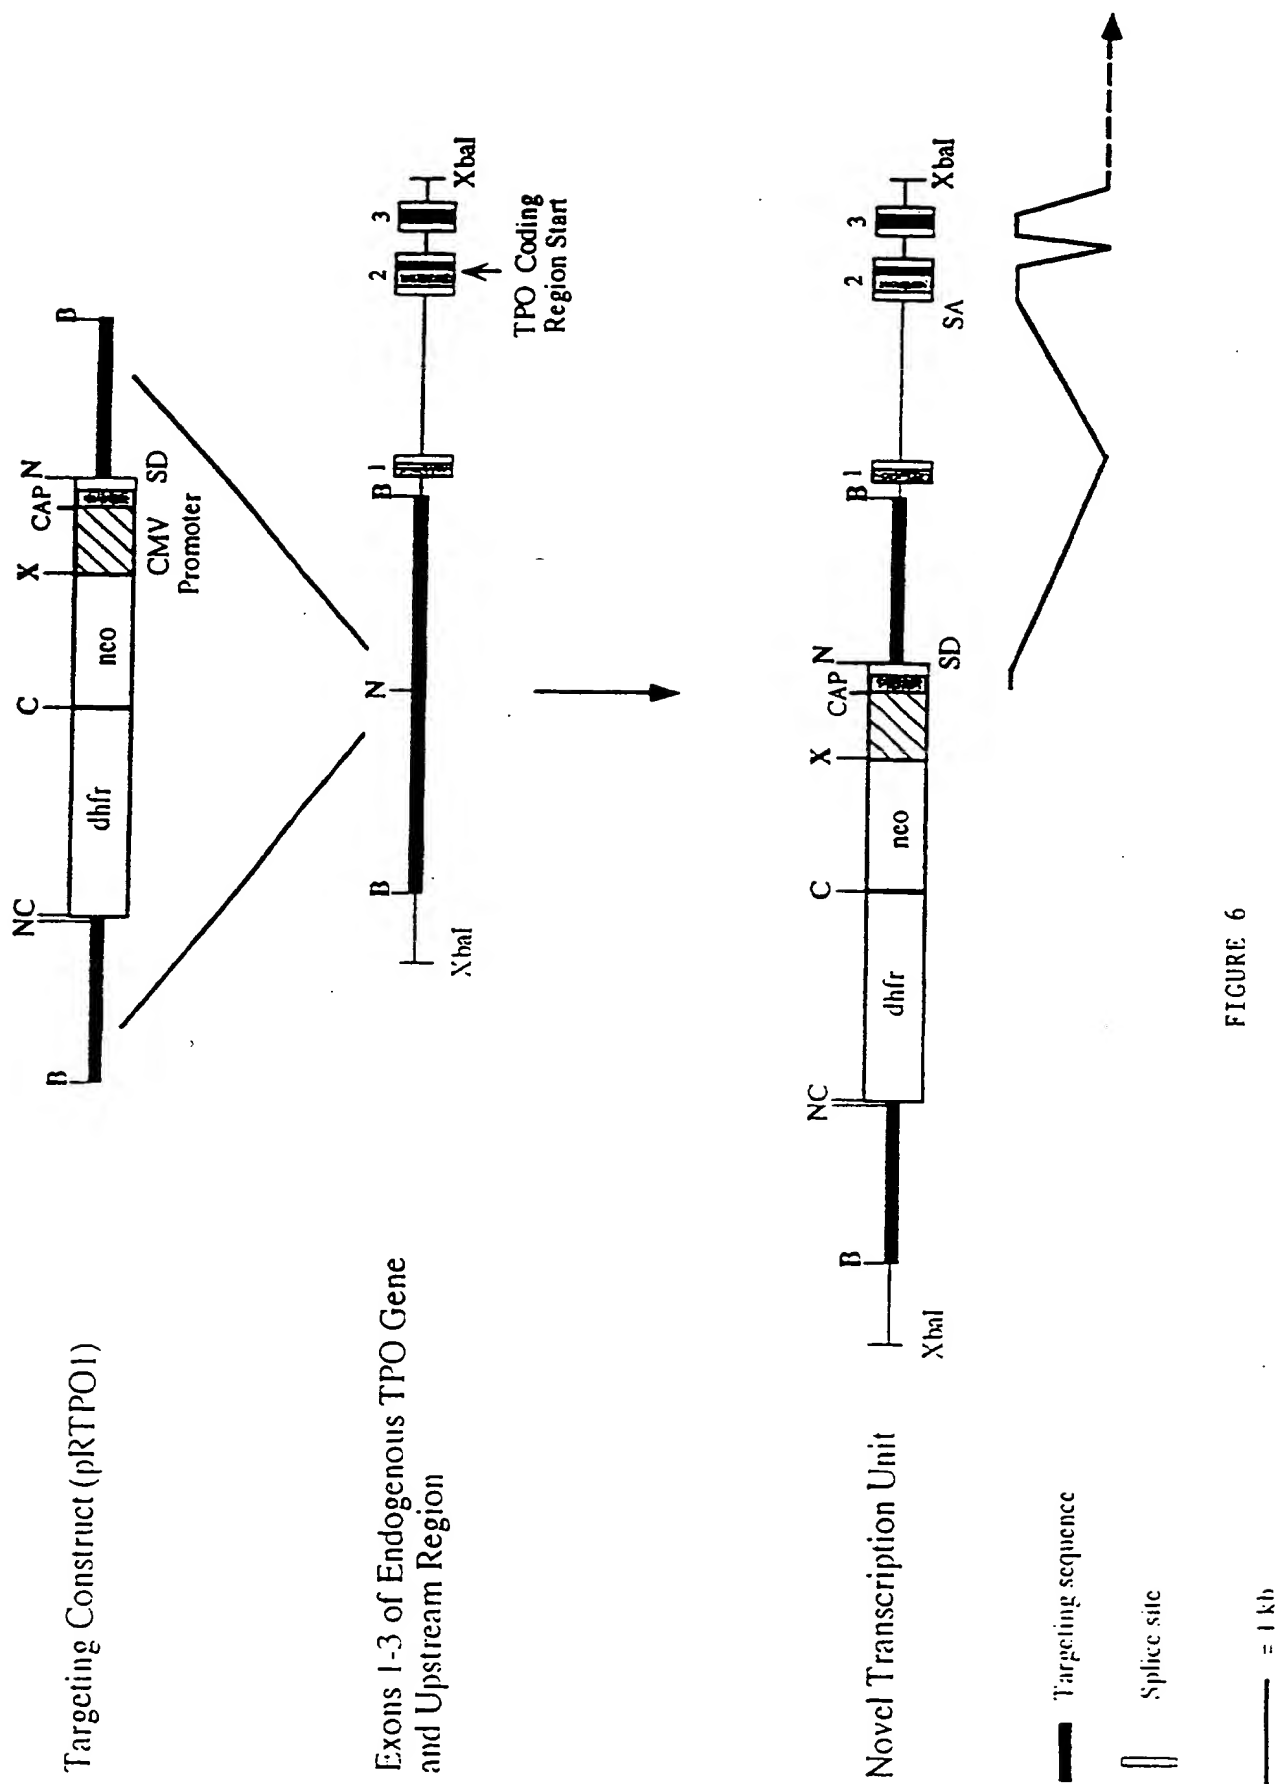 Targeting Construct (pRTPO1)
B NC C X CAP N B
dhfr neo
CMV SD
Promoter
Exons 1-3 of Endogenous TPO Gene
and Upstream Region
B N B 1 2 3
XbaI XbaI
TPO Coding
Region Start
Novel Transcription Unit
B NC C X CAP N B 1 2 3
dhfr neo
XbaI SD SA XbaI
Targeting sequence
Splice site
= 1 kb
FIGURE 6